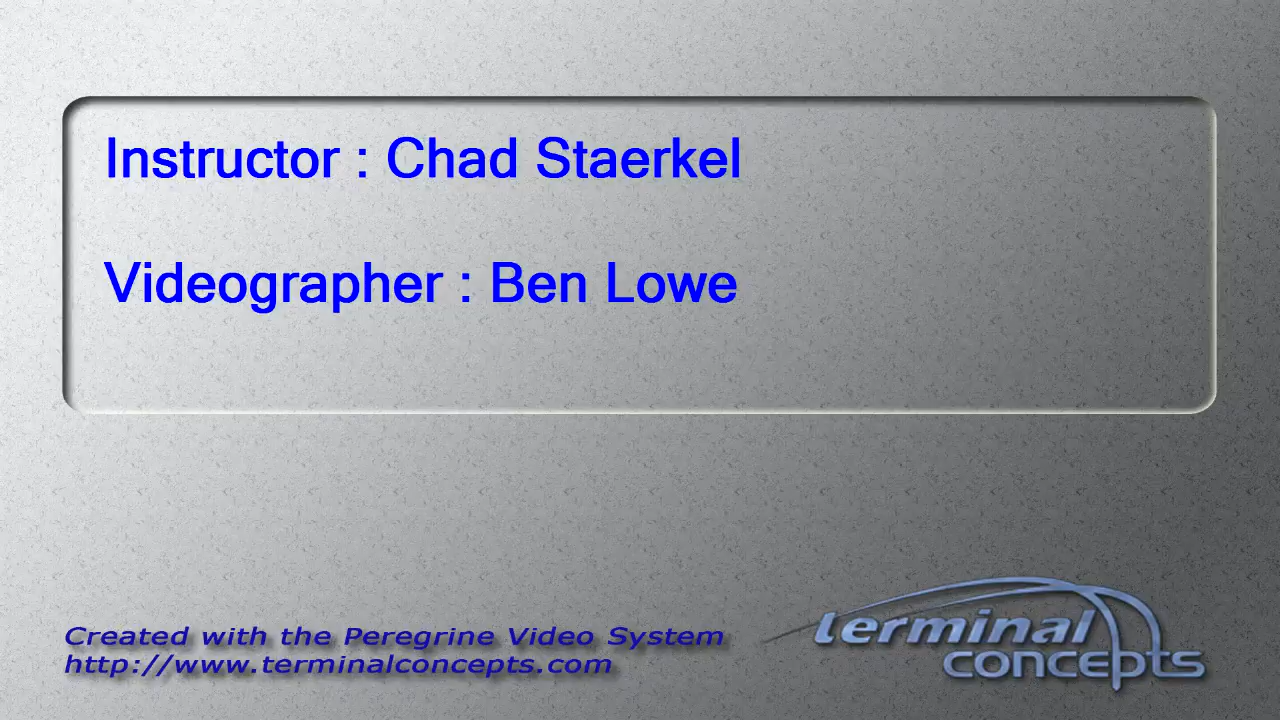 Instructor : Chad Staerkel
Videographer : Ben Lowe
Created with the Peregrine Video System
http://www.terminalconcepts.com
terminal
concepts